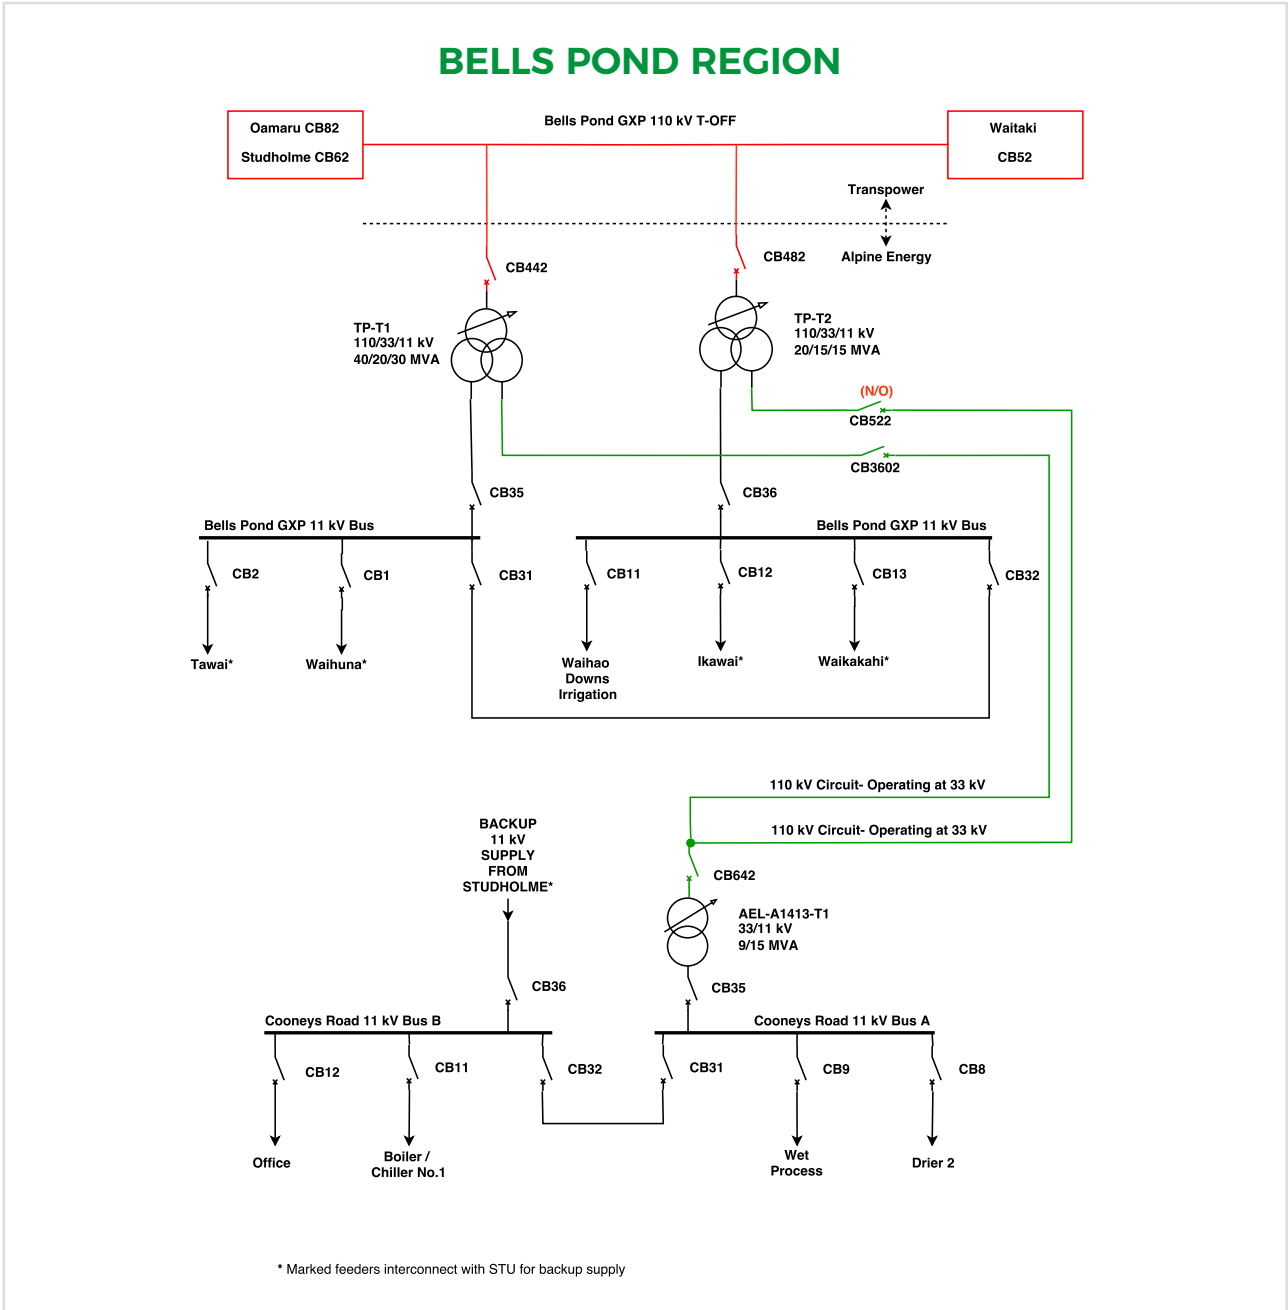 BELLS POND REGION
Oamaru CB82
Studholme CB62
Bells Pond GXP 110 kV T-OFF
Waitaki
CB52
Transpower
Alpine Energy
CB442
CB482
TP-T1
110/33/11 kV
40/20/30 MVA
TP-T2
110/33/11 kV
20/15/15 MVA
(N/O)
CB522
CB3602
CB35
CB36
Bells Pond GXP 11 kV Bus
Bells Pond GXP 11 kV Bus
CB2
CB1
CB31
CB11
CB12
CB13
CB32
Tawai*
Waihuna*
Waihao
Downs
Irrigation
Ikawai*
Waikakahi*
110 kV Circuit- Operating at 33 kV
110 kV Circuit- Operating at 33 kV
BACKUP
11 kV
SUPPLY
FROM
STUDHOLME*
CB642
AEL-A1413-T1
33/11 kV
9/15 MVA
CB36
CB35
Cooneys Road 11 kV Bus B
Cooneys Road 11 kV Bus A
CB12
CB11
CB32
CB31
CB9
CB8
Office
Boiler /
Chiller No.1
Wet
Process
Drier 2
* Marked feeders interconnect with STU for backup supply